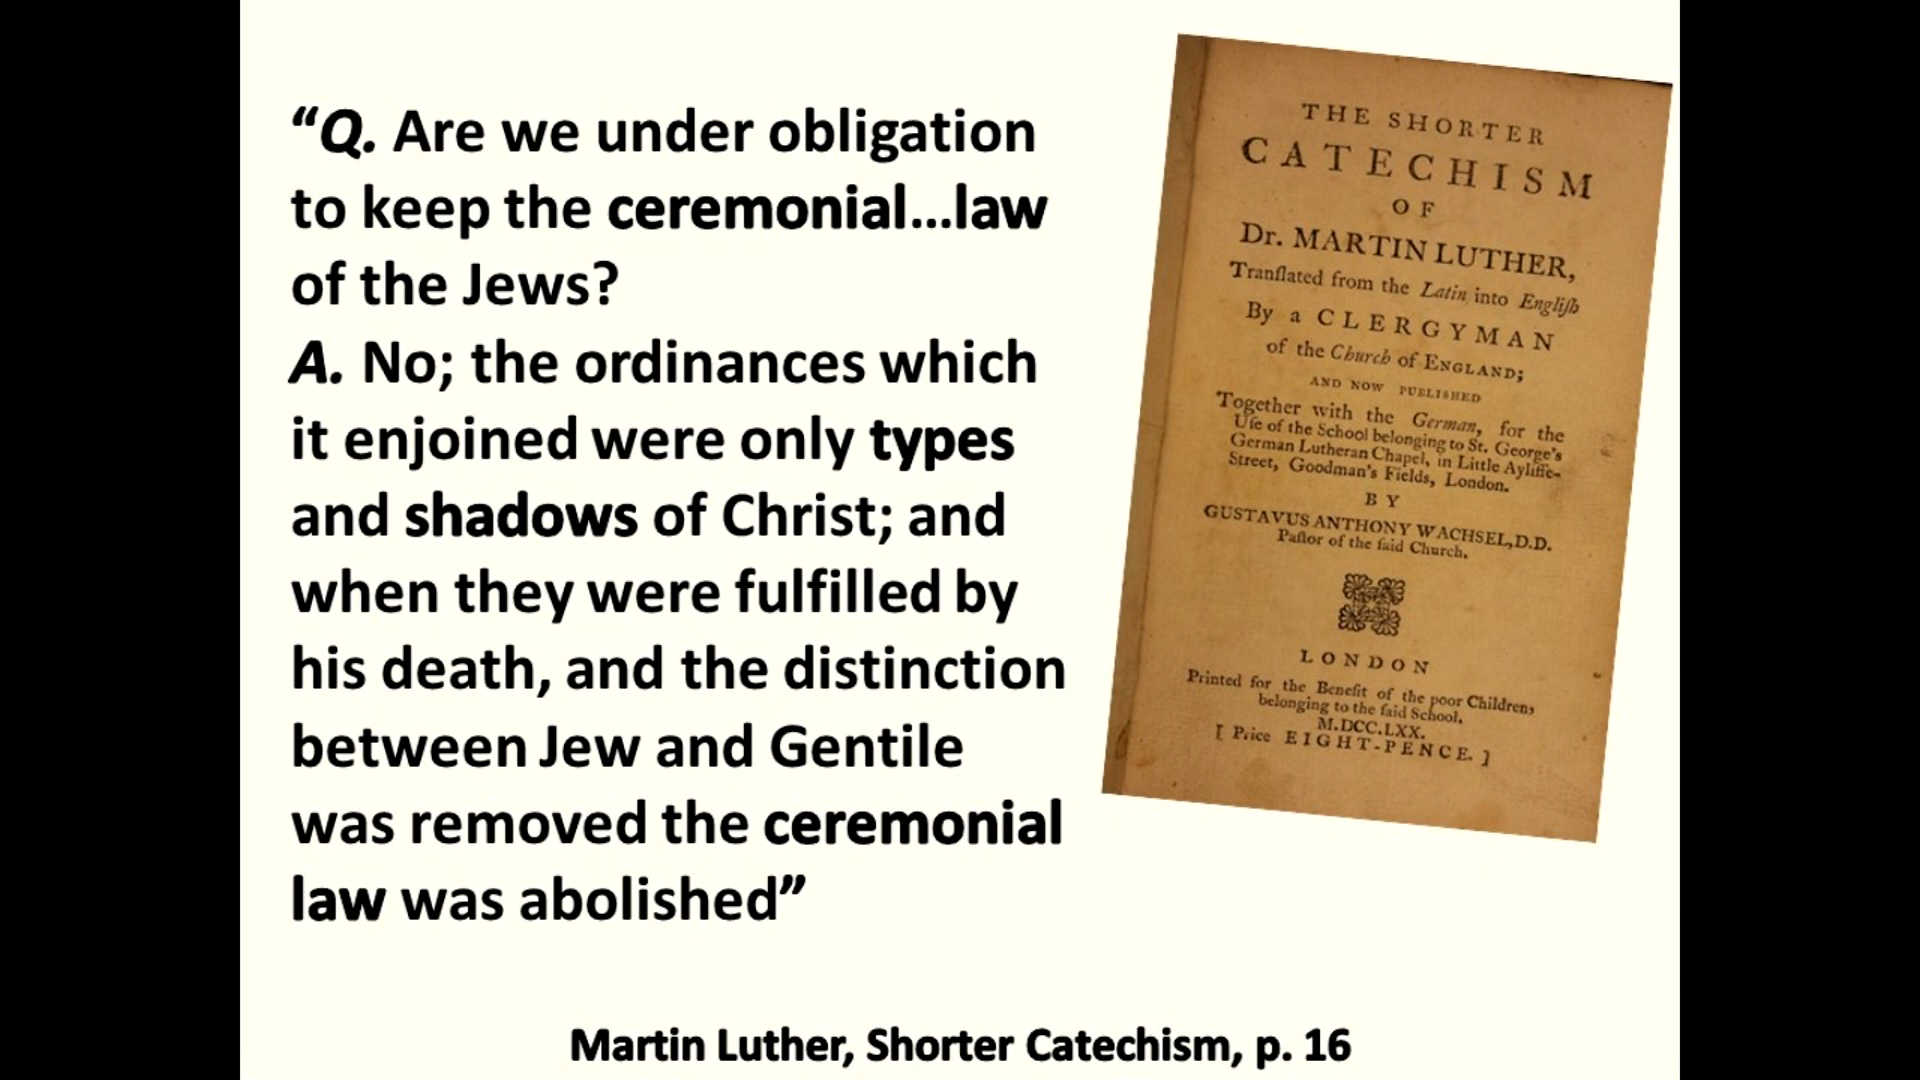 “Q. Are we under obligation
to keep the ceremonial...law
of the Jews?
A. No; the ordinances which
it enjoined were only types
and shadows of Christ; and
when they were fulfilled by
his death, and the distinction
between Jew and Gentile
was removed the ceremonial
law was abolished”
THE SHORTER
CATECHISM
OF
Dr. MARTIN LUTHER,
Tranſlated from the Latin into Engliſh
By a CLERGYMAN
of the Church of ENGLAND;
AND NOW PUBLISHED
Together with the German, for the
Uſe of the School belonging to St. George's
German Lutheran Chapel, in Little Ayliffe-
Street, Goodman's Fields, London.
BY
GUSTAVUS ANTHONY WACHSEL, D.D.
Paſtor of the ſaid Church.
LONDON
Printed for the Benefit of the poor Children,
belonging to the ſaid School.
M.DCC.LXX.
[ Price EIGHT-PENCE. ]
Martin Luther, Shorter Catechism, p. 16